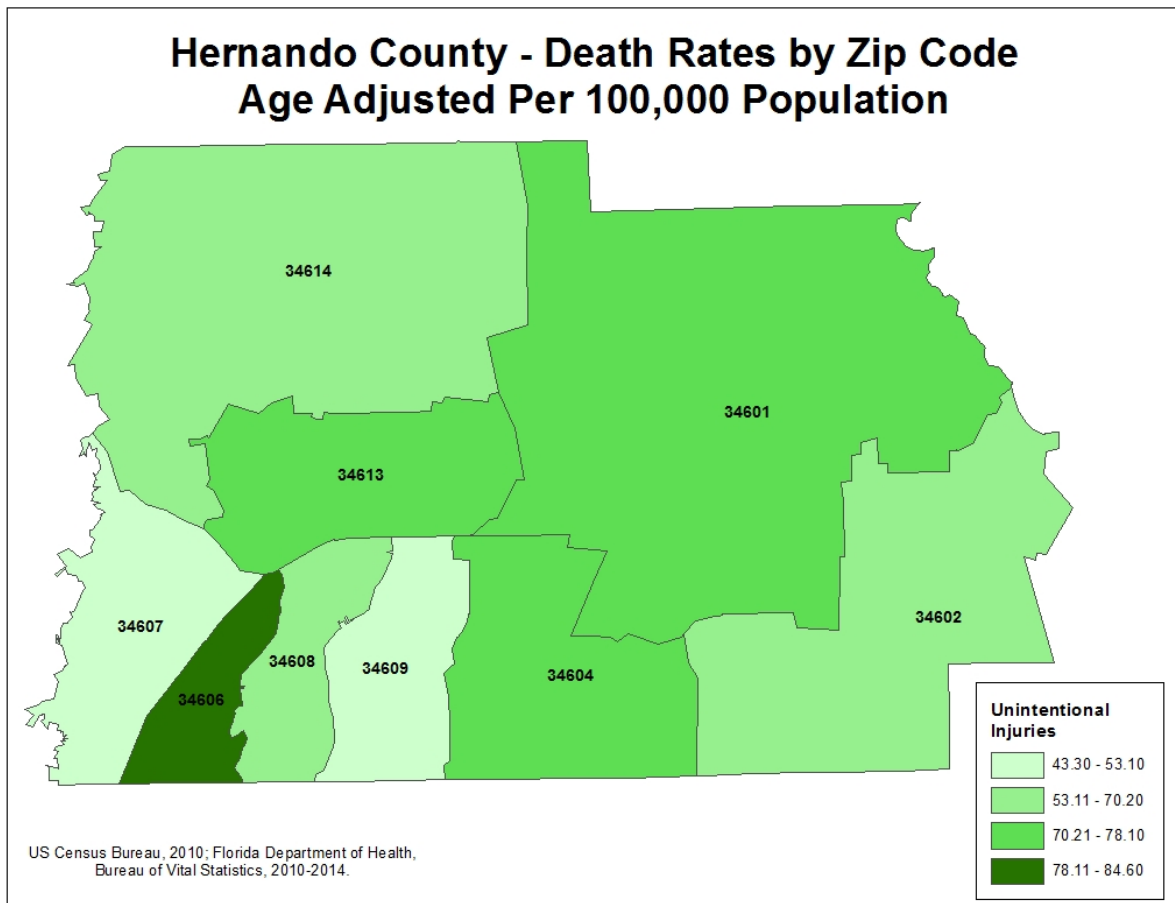 Hernando County - Death Rates by Zip Code
Age Adjusted Per 100,000 Population
34614
34601
34613
34607
34602
34608
34609
34604
34606
Unintentional
Injuries
43.30 - 53.10
53.11 - 70.20
70.21 - 78.10
78.11 - 84.60
US Census Bureau, 2010; Florida Department of Health,
Bureau of Vital Statistics, 2010-2014.